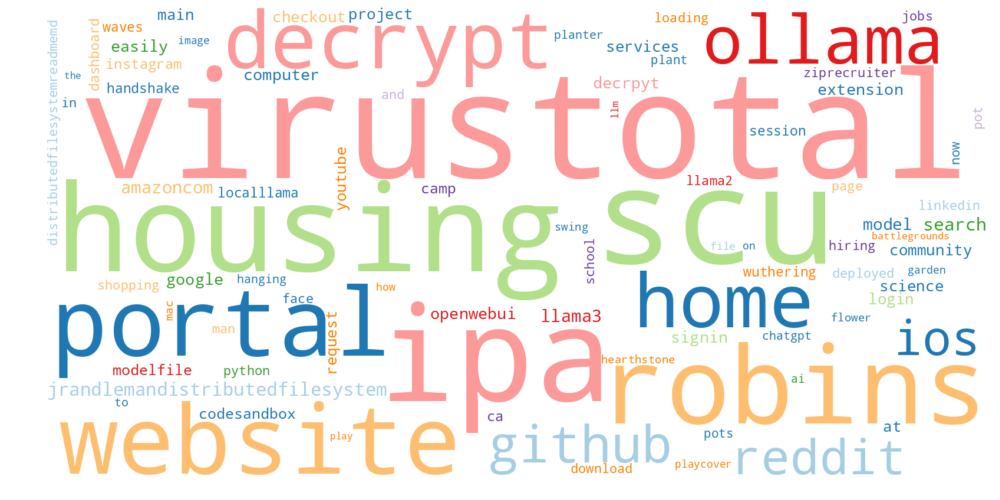 waves
main
decrypt
checkout
project
planter
services
plant
loading
ollama
jobs
dashboard
easily
image
instagram
the
handshake
in
computer
and
decrpyt
llm
ziprecruiter
extension
pot
distributedfilesystemreadmemd
virustotal
session
now
amazoncom
localllama
youtube
camp
llama2
page
linkedin
housing
scu
swing
school
file
on
model
search
battlegrounds
hiring
community
google
hanging
shopping
how
face
mac
man
request
wuthering
deployed
garden
science
login
flower
portal
home
openwebui
llama3
signin
chatgpt
ios
modelfile
python
ipa
hearthstone
ai
robins
jrandlemandistributedfilesystem
to
codesandbox
ca
website
play
github
download
pots
playcover
at
reddit